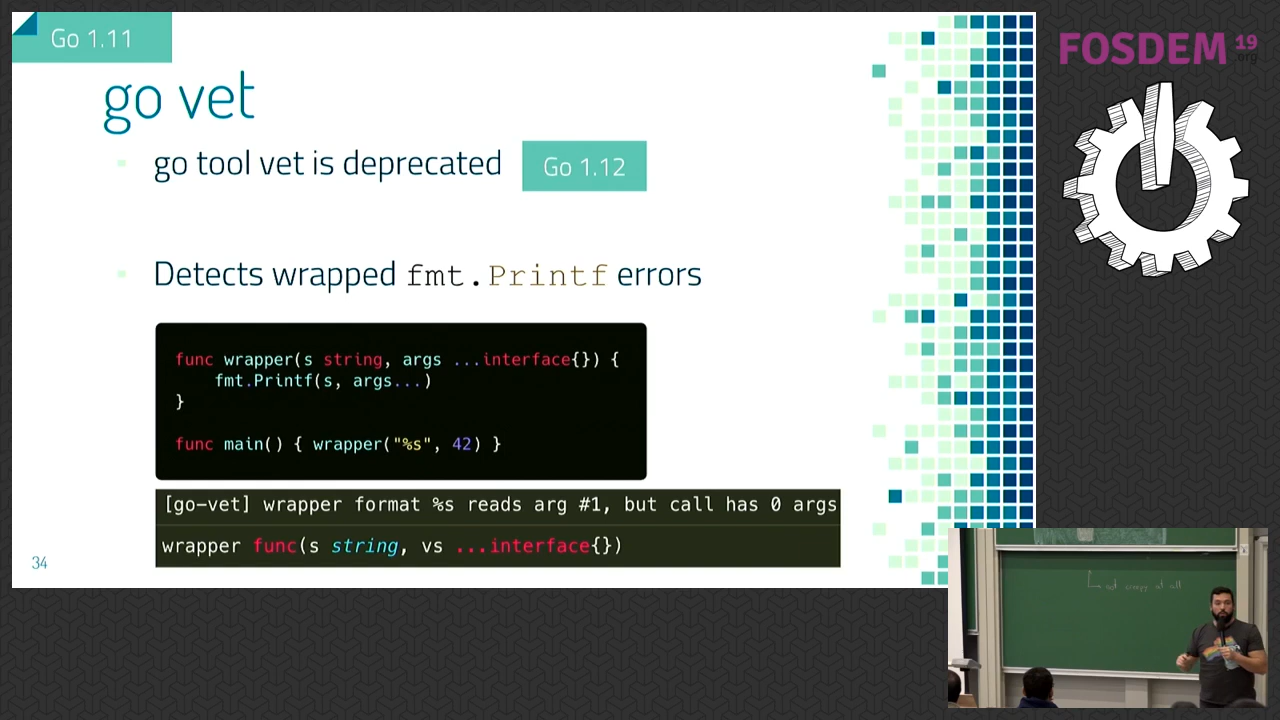 Go 1.11
go vet
go tool vet is deprecated
Go 1.12
Detects wrapped fmt.Printf errors
func wrapper(s string, args ...interface{}) {
fmt.Printf(s, args...)
}
func main() { wrapper("%s", 42) }
[go-vet] wrapper format %s reads arg #1, but call has 0 args
wrapper func(s string, vs ...interface{})
34
FOSDEM 19
.org
at all